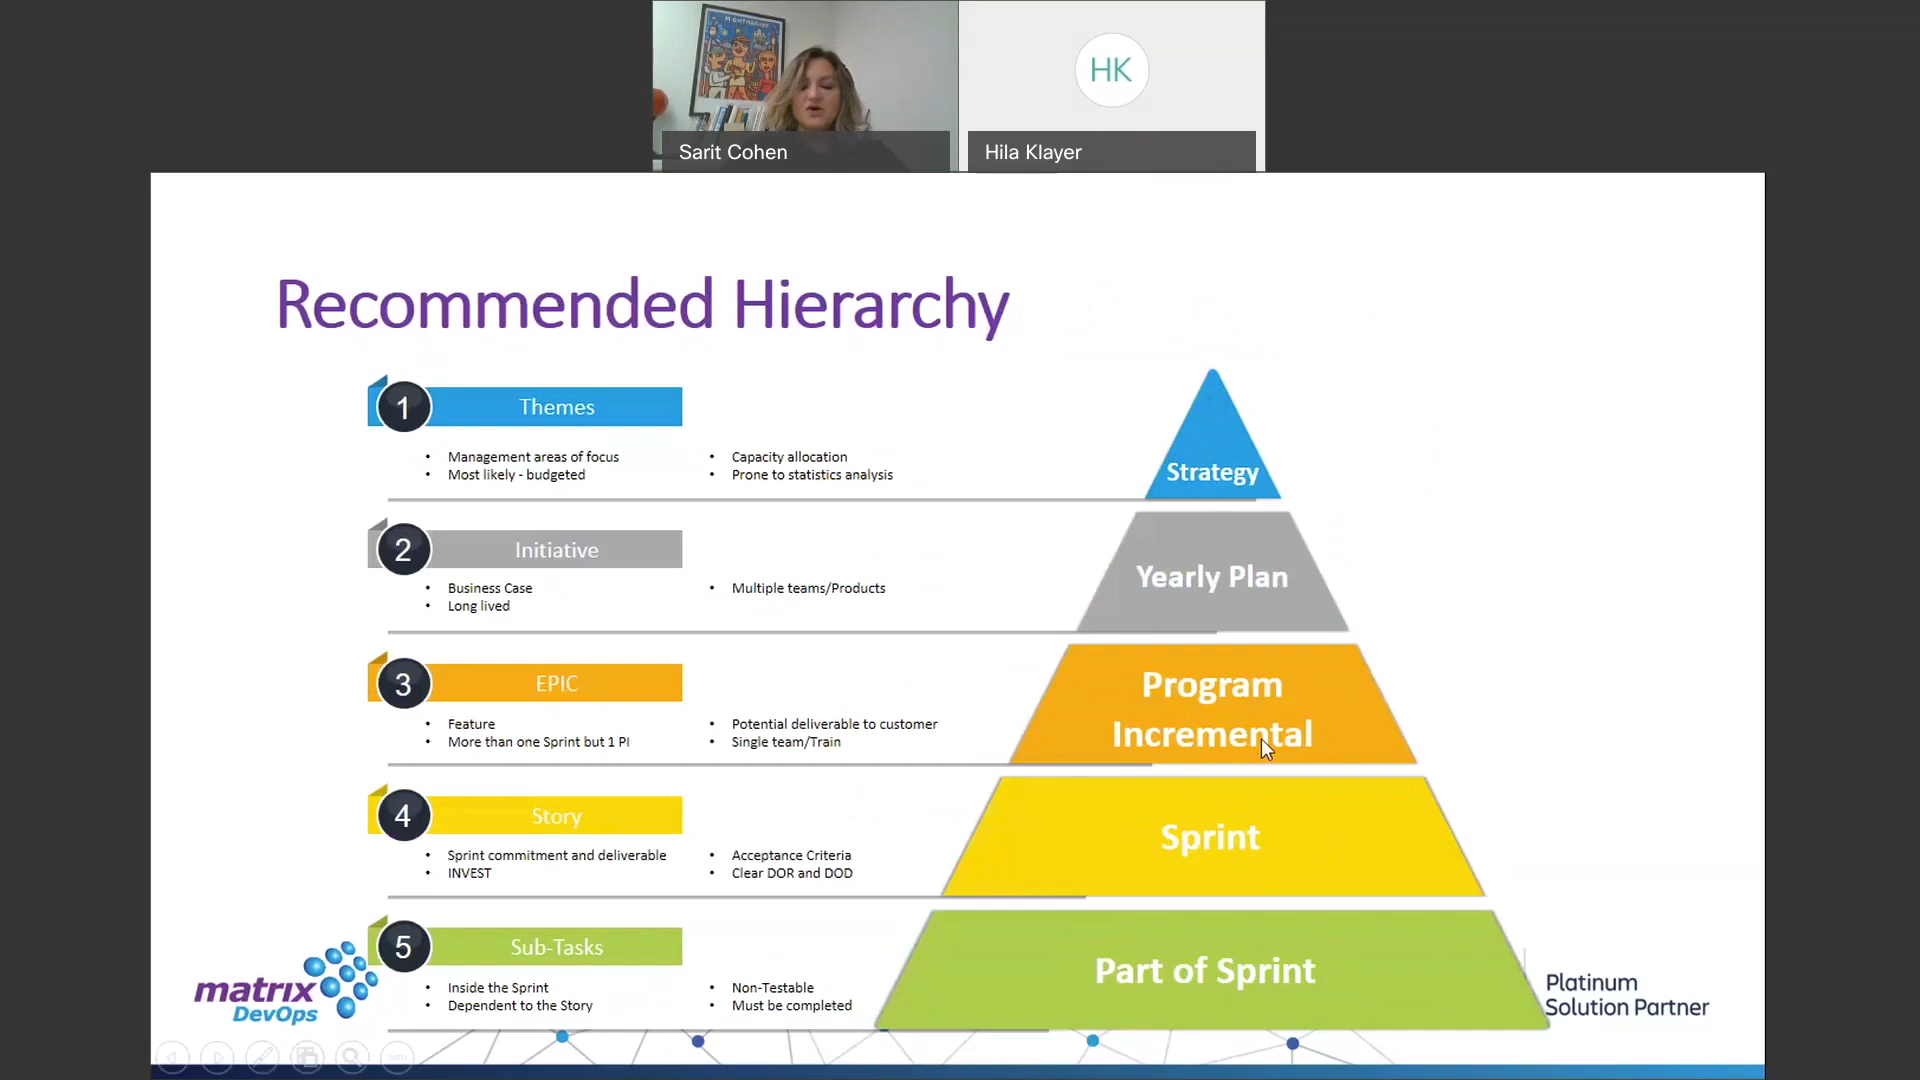 HK
Sarit Cohen
Hila Klayer
Recommended Hierarchy
1
Themes
• Management areas of focus
• Most likely - budgeted
• Capacity allocation
• Prone to statistics analysis
Strategy
2
Initiative
• Business Case
• Long lived
• Multiple teams/Products
Yearly Plan
3
EPIC
• Feature
• More than one Sprint but 1 PI
• Potential deliverable to customer
• Single team/Train
Program
Incremental
4
Story
• Sprint commitment and deliverable
• INVEST
• Acceptance Criteria
• Clear DOR and DOD
Sprint
5
Sub-Tasks
• Inside the Sprint
• Dependent to the Story
• Non-Testable
• Must be completed
Part of Sprint
matrix
DevOps
Platinum
Solution Partner